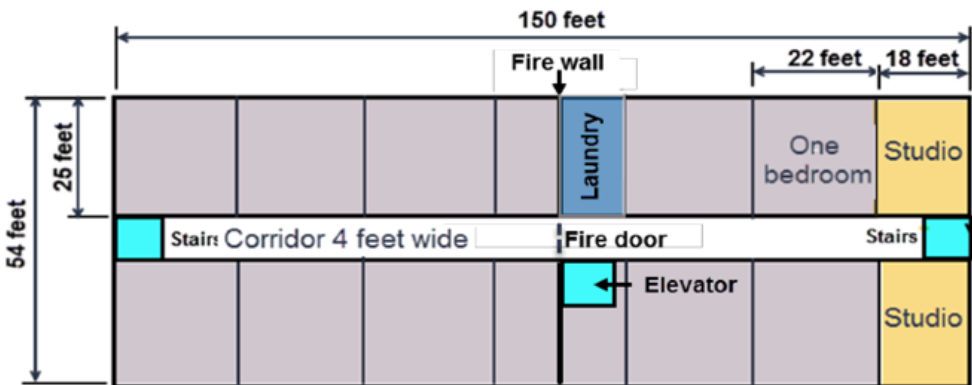 150 feet
Fire wall
22 feet
18 feet
25 feet
54 feet
Laundry
One
bedroom
Studio
Stairs
Corridor 4 feet wide
Fire door
Stairs
Elevator
Studio